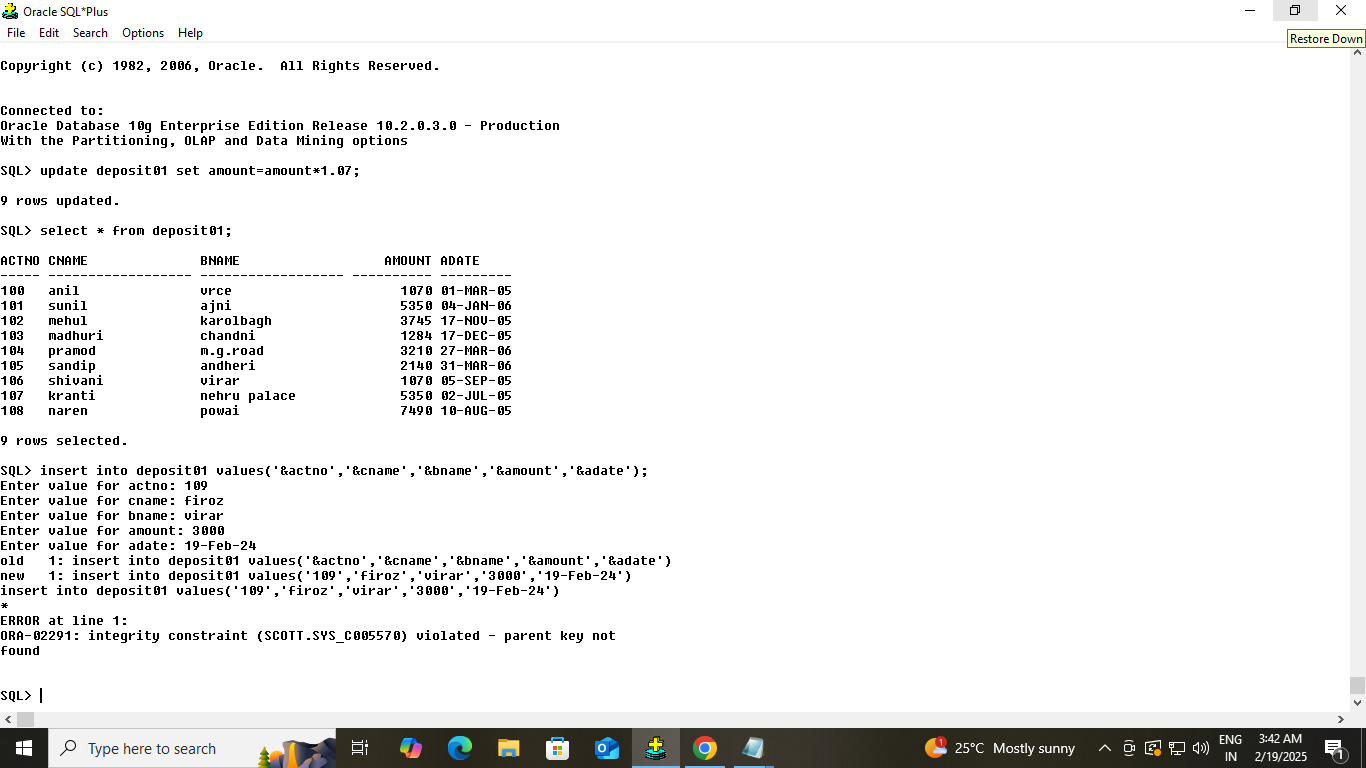 Oracle SQL*Plus
File Edit Search Options Help
Restore Down
Copyright (c) 1982, 2006, Oracle.  All Rights Reserved.
Connected to:
Oracle Database 10g Enterprise Edition Release 10.2.0.3.0 - Production
With the Partitioning, OLAP and Data Mining options
SQL> update deposit01 set amount=amount*1.07;
9 rows updated.
SQL> select * from deposit01;
ACTNO CNAME              BNAME                  AMOUNT ADATE
----- ------------------ ------------------ ---------- ---------
100   anil               vrce                     1070 01-MAR-05
101   sunil              ajni                     5350 04-JAN-06
102   mehul              karolbagh                3745 17-NOV-05
103   madhuri            chandni                  1284 17-DEC-05
104   pramod             m.g.road                 3210 27-MAR-06
105   sandip             andheri                  2140 31-MAR-06
106   shivani            virar                    1070 05-SEP-05
107   kranti             nehru palace             5350 02-JUL-05
108   naren              powai                    7490 10-AUG-05
9 rows selected.
SQL> insert into deposit01 values('&actno','&cname','&bname','&amount','&adate');
Enter value for actno: 109
Enter value for cname: firoz
Enter value for bname: virar
Enter value for amount: 3000
Enter value for adate: 19-Feb-24
old   1: insert into deposit01 values('&actno','&cname','&bname','&amount','&adate')
new   1: insert into deposit01 values('109','firoz','virar','3000','19-Feb-24')
insert into deposit01 values('109','firoz','virar','3000','19-Feb-24')
*
ERROR at line 1:
ORA-02291: integrity constraint (SCOTT.SYS_C005570) violated - parent key not
found
SQL>
Type here to search
1
25°C Mostly sunny
ENG
IN
3:42 AM
2/19/2025
1